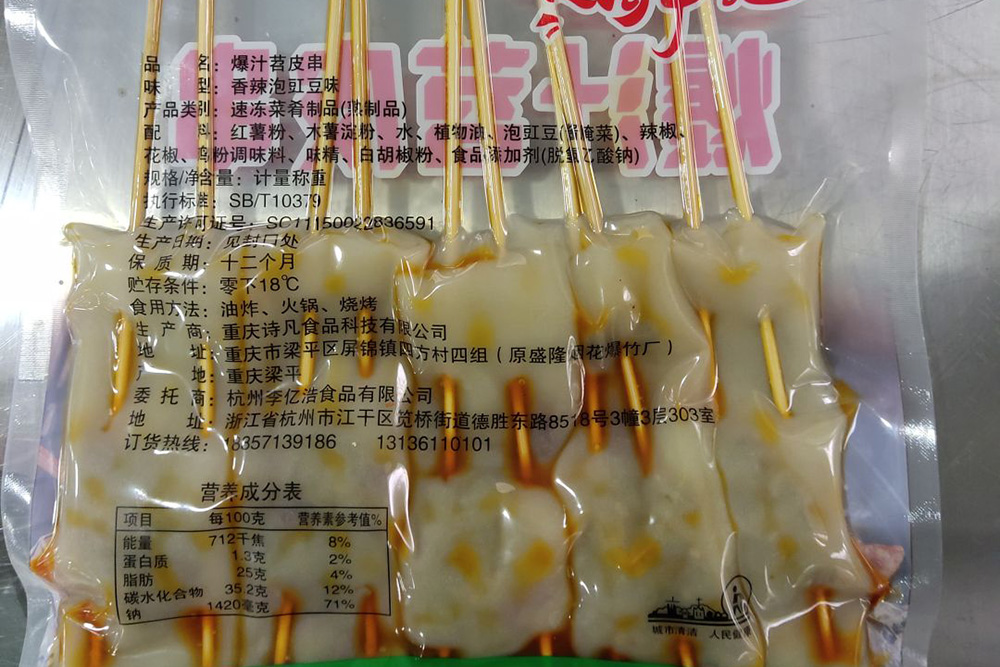 品 名：爆汁苕皮串
味 型：香辣泡豇豆味
产品类别：速冻菜肴制品(熟制品)
配 料：红薯粉、木薯淀粉、水、植物油、泡豇豆(酱腌菜)、辣椒、
花椒、鸡粉调味料、味精、白胡椒粉、食品添加剂(脱氢乙酸钠)
规格/净含量：计量称重
执行标准：SB/T10379
生产许可证号：SC11150022836591
生产日期：见封口处
保 质 期：十二个月
贮存条件：零下18℃
食用方法：油炸、火锅、烧烤
生 产 商：重庆诗凡食品科技有限公司
地 址：重庆市梁平区屏锦镇四方村四组（原盛隆烟花爆竹厂）
产 地：重庆梁平
委 托 商：杭州季亿浩食品有限公司
地 址：浙江省杭州市江干区笕桥街道德胜东路8518号3幢3层303室
订货热线：18357139186 13136110101
营养成分表
项目 每100克 营养素参考值%
能量 712千焦 8%
蛋白质 1.3克 2%
脂肪 25克 4%
碳水化合物 35.2克 12%
钠 1420毫克 71%
城市清洁 人民健康